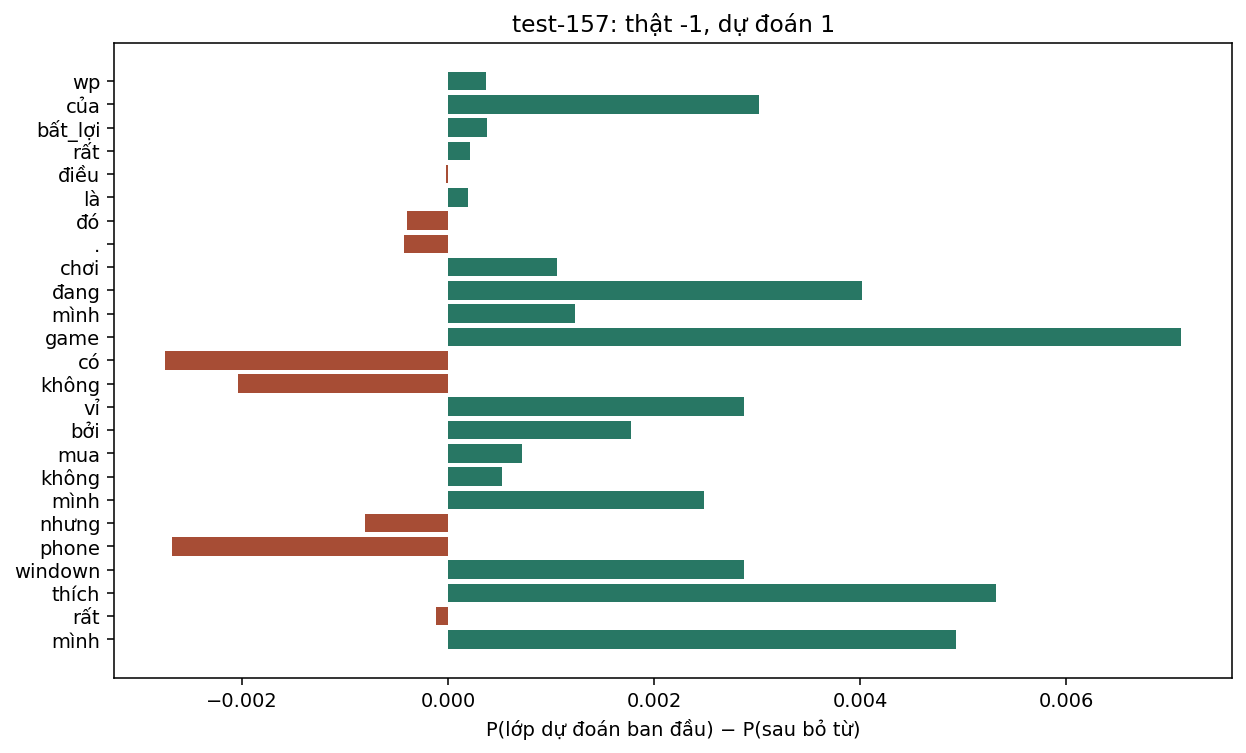 test-157: thật -1, dự đoán 1
wp
của
bất_lợi
rất
điều
là
đó
.
chơi
đang
mình
game
có
không
vỉ
bởi
mua
không
mình
nhưng
phone
windown
thích
rất
mình
−0.002 0.000 0.002 0.004 0.006
P(lớp dự đoán ban đầu) − P(sau bỏ từ)